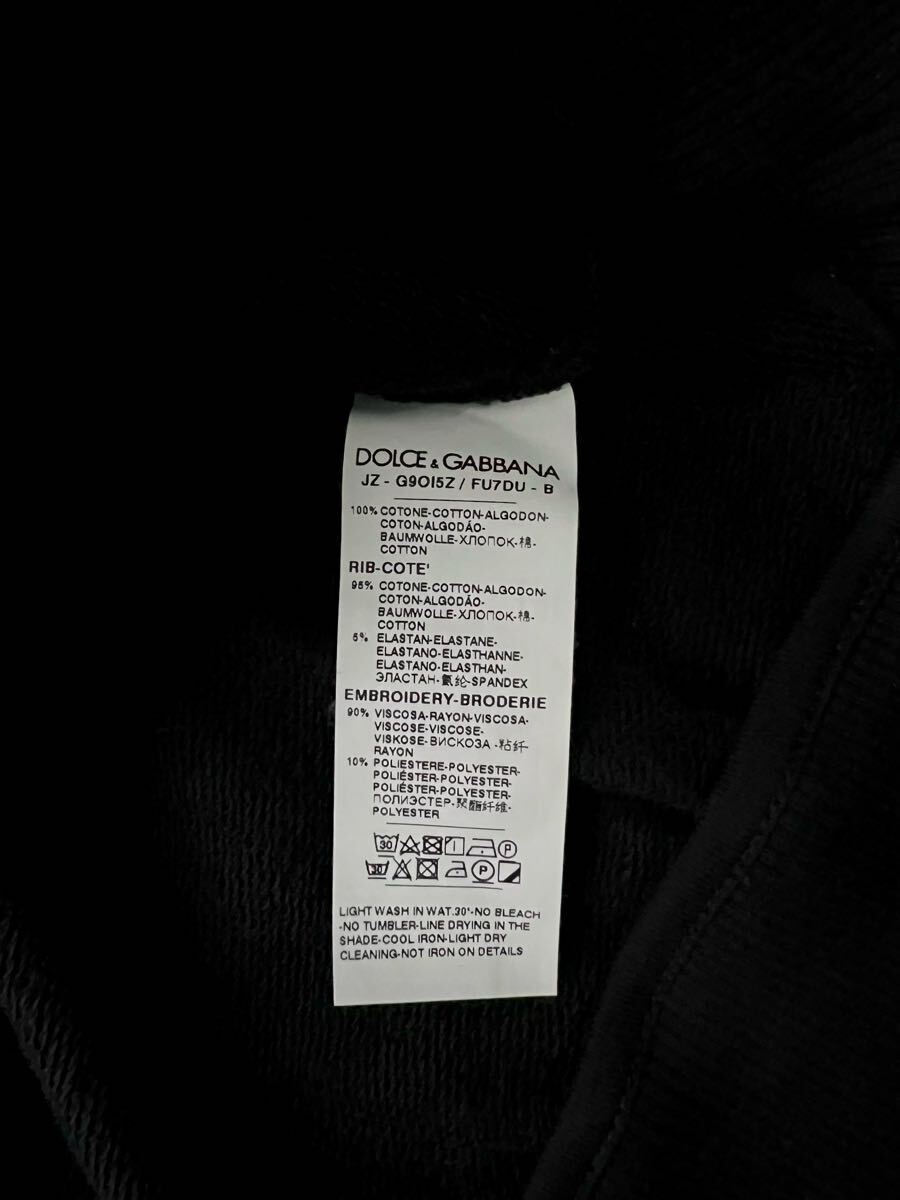 DOLCE & GABBANA
JZ - G9OI5Z / FU7DU - B
100% COTONE-COTTON-ALGODON-
COTON-ALGODÃO-
BAUMWOLLE-ХЛОПОК-棉-
COTTON
RIB-COTE'
95% COTONE-COTTON-ALGODON-
COTON-ALGODÃO-
BAUMWOLLE-ХЛОПОК-棉-
COTTON
5% ELASTAN-ELASTANE-
ELASTANO-ELASTHANNE-
ELASTANO-ELASTHAN-
ЭЛАСТАН-氨纶-SPANDEX
EMBROIDERY-BRODERIE
90% VISCOSA-RAYON-VISCOSA-
VISCOSE-VISCOSE-
VISKOSE-ВИСКОЗА -粘纤-
RAYON
10% POLIESTERE-POLYESTER-
POLIÉSTER-POLYESTER-
POLIÉSTER-POLYESTER-
ПОЛИЭСТЕР-聚酯纤维-
POLYESTER
30 P
30 P
LIGHT WASH IN WAT.30°-NO BLEACH
-NO TUMBLER-LINE DRYING IN THE
SHADE-COOL IRON-LIGHT DRY
CLEANING-NOT IRON ON DETAILS